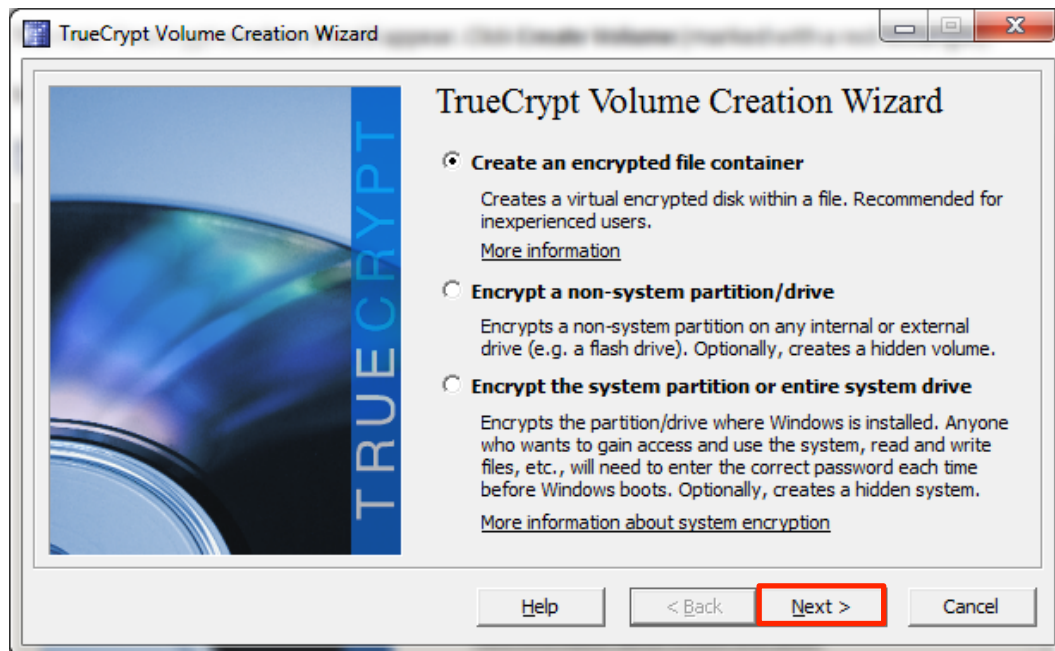 TrueCrypt Volume Creation Wizard
TRUECRYPT
TrueCrypt Volume Creation Wizard
Create an encrypted file container
Creates a virtual encrypted disk within a file. Recommended for
inexperienced users.
More information
Encrypt a non-system partition/drive
Encrypts a non-system partition on any internal or external
drive (e.g. a flash drive). Optionally, creates a hidden volume.
Encrypt the system partition or entire system drive
Encrypts the partition/drive where Windows is installed. Anyone
who wants to gain access and use the system, read and write
files, etc., will need to enter the correct password each time
before Windows boots. Optionally, creates a hidden system.
More information about system encryption
Help
< Back
Next >
Cancel